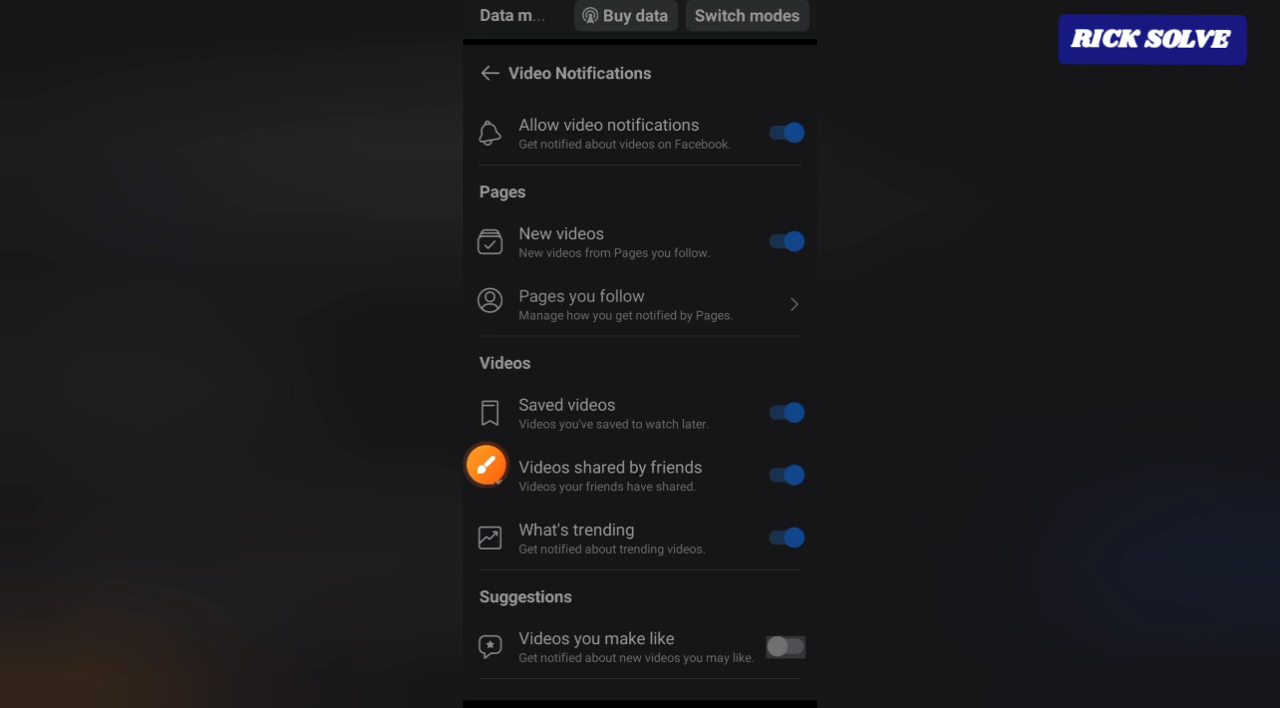 Data m...
Buy data
Switch modes
RICK SOLVE
Video Notifications
Allow video notifications
Get notified about videos on Facebook.
Pages
New videos
New videos from Pages you follow.
Pages you follow
Manage how you get notified by Pages.
Videos
Saved videos
Videos you've saved to watch later.
Videos shared by friends
Videos your friends have shared.
What's trending
Get notified about trending videos.
Suggestions
Videos you make like
Get notified about new videos you may like.